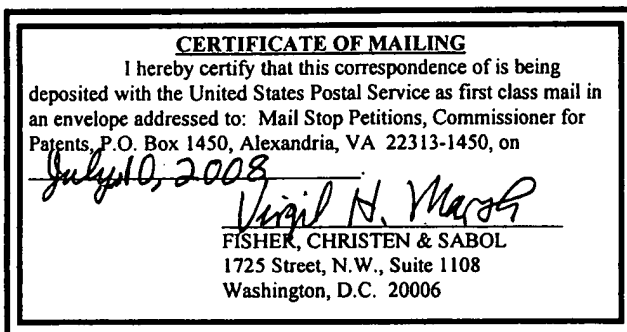 CERTIFICATE OF MAILING
I hereby certify that this correspondence of is being
deposited with the United States Postal Service as first class mail in
an envelope addressed to: Mail Stop Petitions, Commissioner for
Patents, P.O. Box 1450, Alexandria, VA 22313-1450, on
July 10, 2008.
Virgil H. Marsh
FISHER, CHRISTEN & SABOL
1725 Street, N.W., Suite 1108
Washington, D.C. 20006